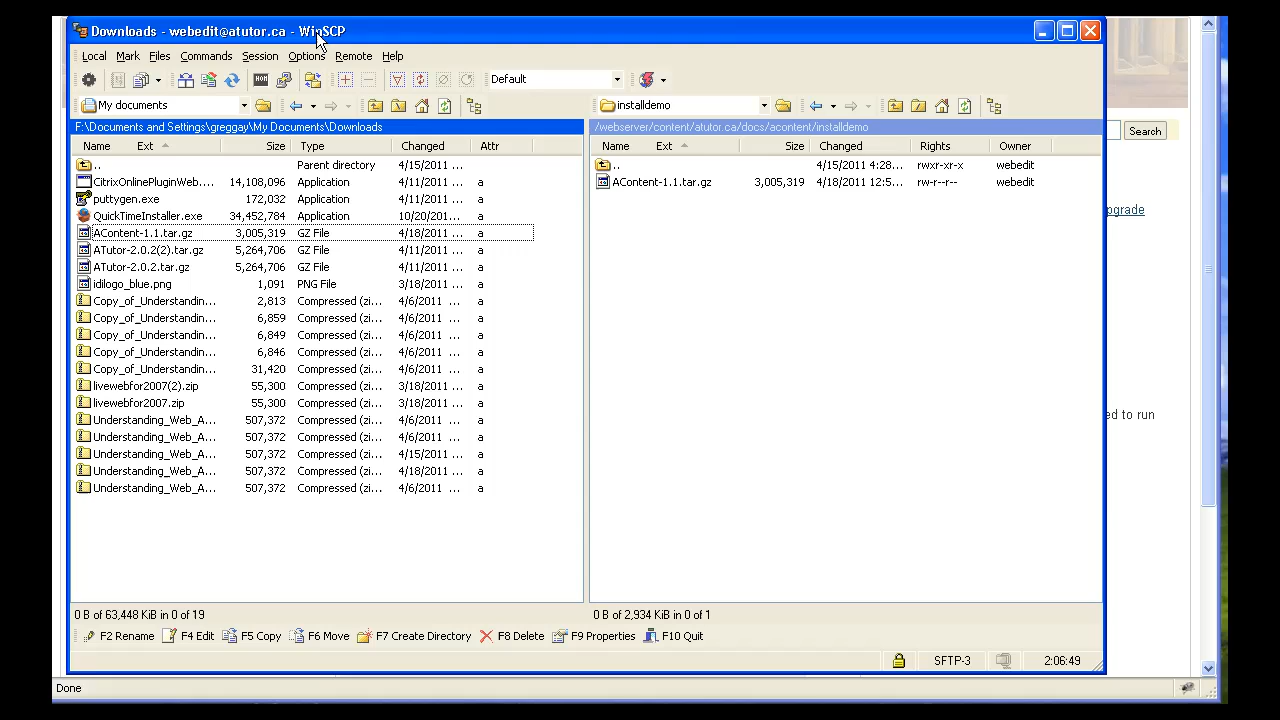 Downloads - webedit@atutor.ca - WinSCP
Local Mark Files Commands Session Options Remote Help
Default
My documents
installdemo
F:\Documents and Settings\greggay\My Documents\Downloads
/webserver/content/atutor.ca/docs/acontent/installdemo
Name Ext Size Type Changed Attr
Name Ext Size Changed Rights Owner
.. Parent directory 4/15/2011 ...
CitrixOnlinePluginWeb.... 14,108,096 Application 4/11/2011 ... a
puttygen.exe 172,032 Application 4/11/2011 ... a
QuickTimeInstaller.exe 34,452,784 Application 10/20/201... a
AContent-1.1.tar.gz 3,005,319 GZ File 4/18/2011 ... a
ATutor-2.0.2(2).tar.gz 5,264,706 GZ File 4/11/2011 ... a
ATutor-2.0.2.tar.gz 5,264,706 GZ File 4/11/2011 ... a
idilogo_blue.png 1,091 PNG File 3/18/2011 ... a
Copy_of_Understandin... 2,813 Compressed (zi... 4/6/2011 ... a
Copy_of_Understandin... 6,859 Compressed (zi... 4/6/2011 ... a
Copy_of_Understandin... 6,849 Compressed (zi... 4/6/2011 ... a
Copy_of_Understandin... 6,846 Compressed (zi... 4/6/2011 ... a
Copy_of_Understandin... 31,420 Compressed (zi... 4/6/2011 ... a
livewebfor2007(2).zip 55,300 Compressed (zi... 3/18/2011 ... a
livewebfor2007.zip 55,300 Compressed (zi... 3/18/2011 ... a
Understanding_Web_A... 507,372 Compressed (zi... 4/6/2011 ... a
Understanding_Web_A... 507,372 Compressed (zi... 4/6/2011 ... a
Understanding_Web_A... 507,372 Compressed (zi... 4/15/2011 ... a
Understanding_Web_A... 507,372 Compressed (zi... 4/18/2011 ... a
Understanding_Web_A... 507,372 Compressed (zi... 4/6/2011 ... a
.. 4/15/2011 4:28... rwxr-xr-x webedit
AContent-1.1.tar.gz 3,005,319 4/18/2011 12:5... rw-r--r-- webedit
0 B of 63,448 KiB in 0 of 19
0 B of 2,934 KiB in 0 of 1
F2 Rename F4 Edit F5 Copy F6 Move F7 Create Directory F8 Delete F9 Properties F10 Quit
SFTP-3 2:06:49
Search
pgrade
ed to run
Done